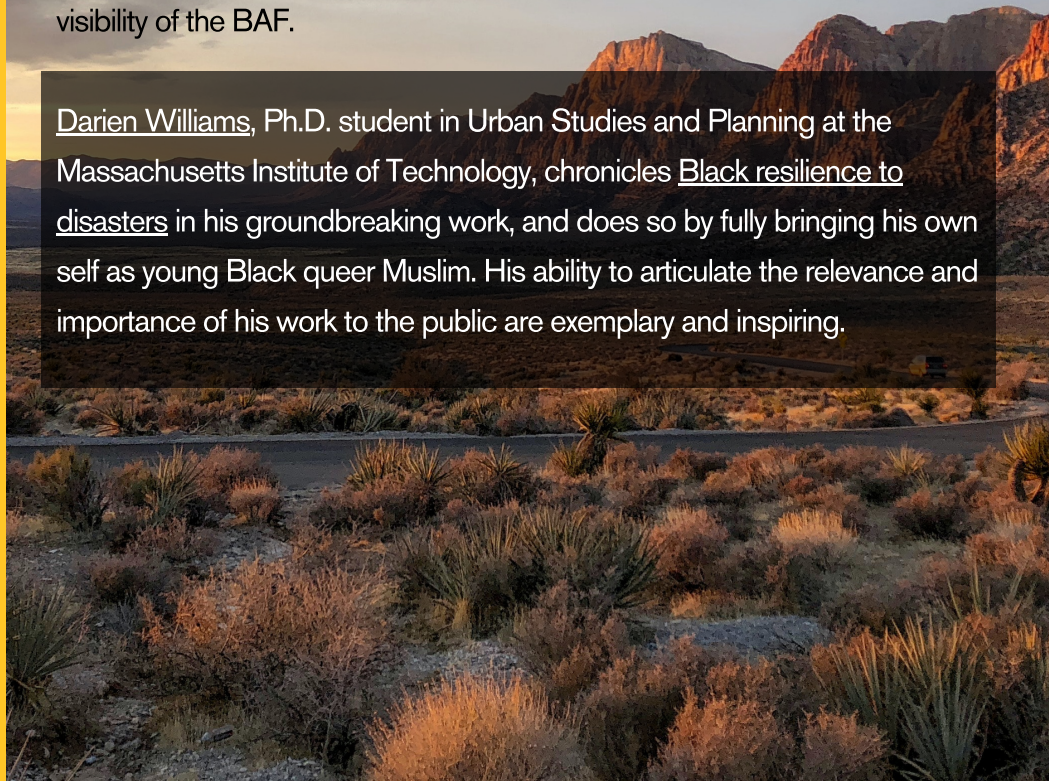 visibility of the BAF.
Darien Williams, Ph.D. student in Urban Studies and Planning at the
Massachusetts Institute of Technology, chronicles Black resilience to
disasters in his groundbreaking work, and does so by fully bringing his own
self as young Black queer Muslim. His ability to articulate the relevance and
importance of his work to the public are exemplary and inspiring.